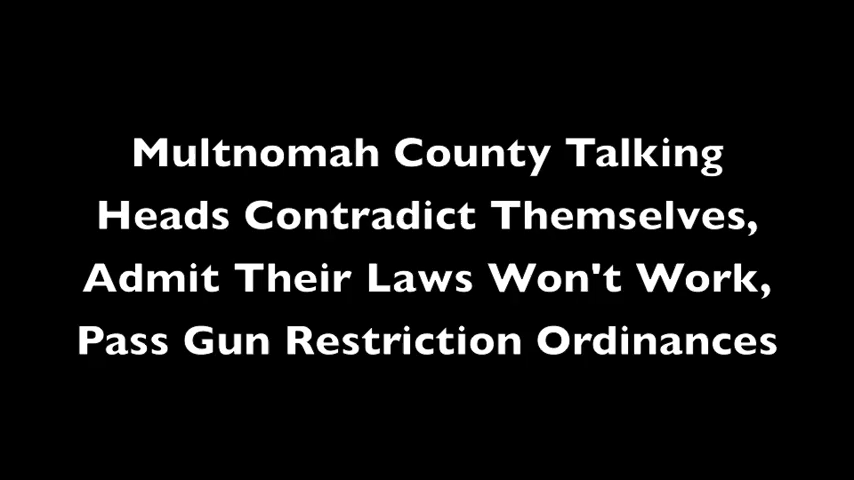 Multnomah County Talking
Heads Contradict Themselves,
Admit Their Laws Won't Work,
Pass Gun Restriction Ordinances